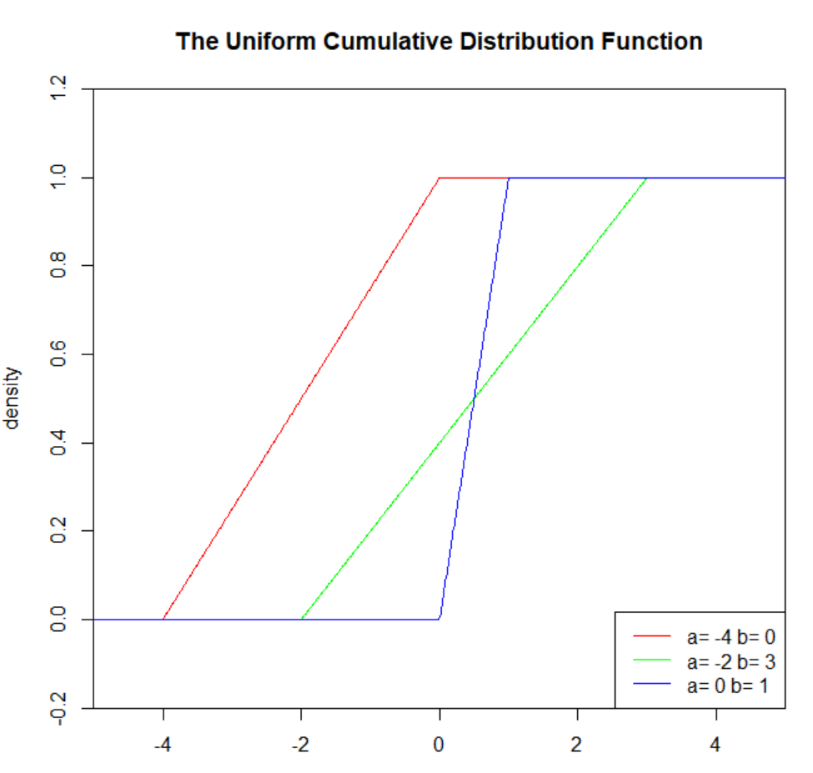 The Uniform Cumulative Distribution Function
density
1.2
1.0
0.8
0.6
0.4
0.2
0.0
-0.2
-4
-2
0
2
4
a= -4 b= 0
a= -2 b= 3
a= 0 b= 1